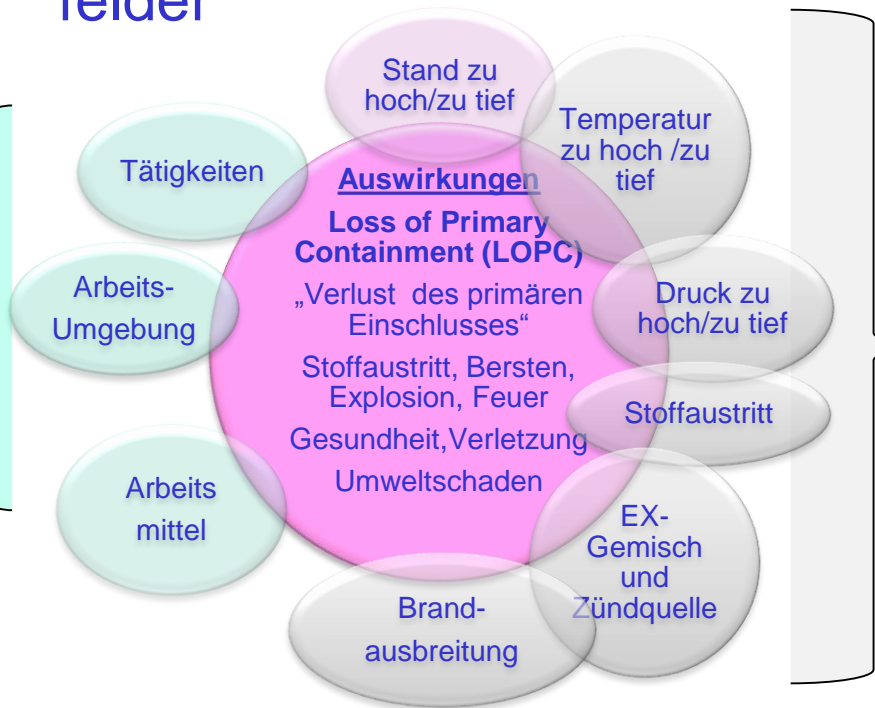 felder
Stand zu
hoch/zu tief
Temperatur
zu hoch /zu
tief
Tätigkeiten
Auswirkungen
Loss of Primary
Containment (LOPC)
„Verlust des primären
Einschlusses“
Stoffaustritt, Bersten,
Explosion, Feuer
Gesundheit,Verletzung
Umweltschaden
Arbeits-
Umgebung
Druck zu
hoch/zu tief
Stoffaustritt
Arbeits
mittel
EX-
Gemisch
und
Zündquelle
Brand-
ausbreitung